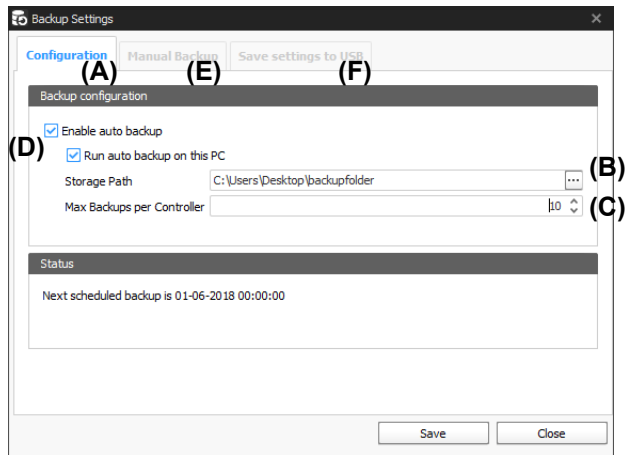 Backup Settings
Configuration Manual Backup Save settings to USB
(A) (E) (F)
Backup configuration
(D) Enable auto backup
Run auto backup on this PC
Storage Path C:\Users\Desktop\backupfolder ... (B)
Max Backups per Controller 10 (C)
Status
Next scheduled backup is 01-06-2018 00:00:00
Save Close